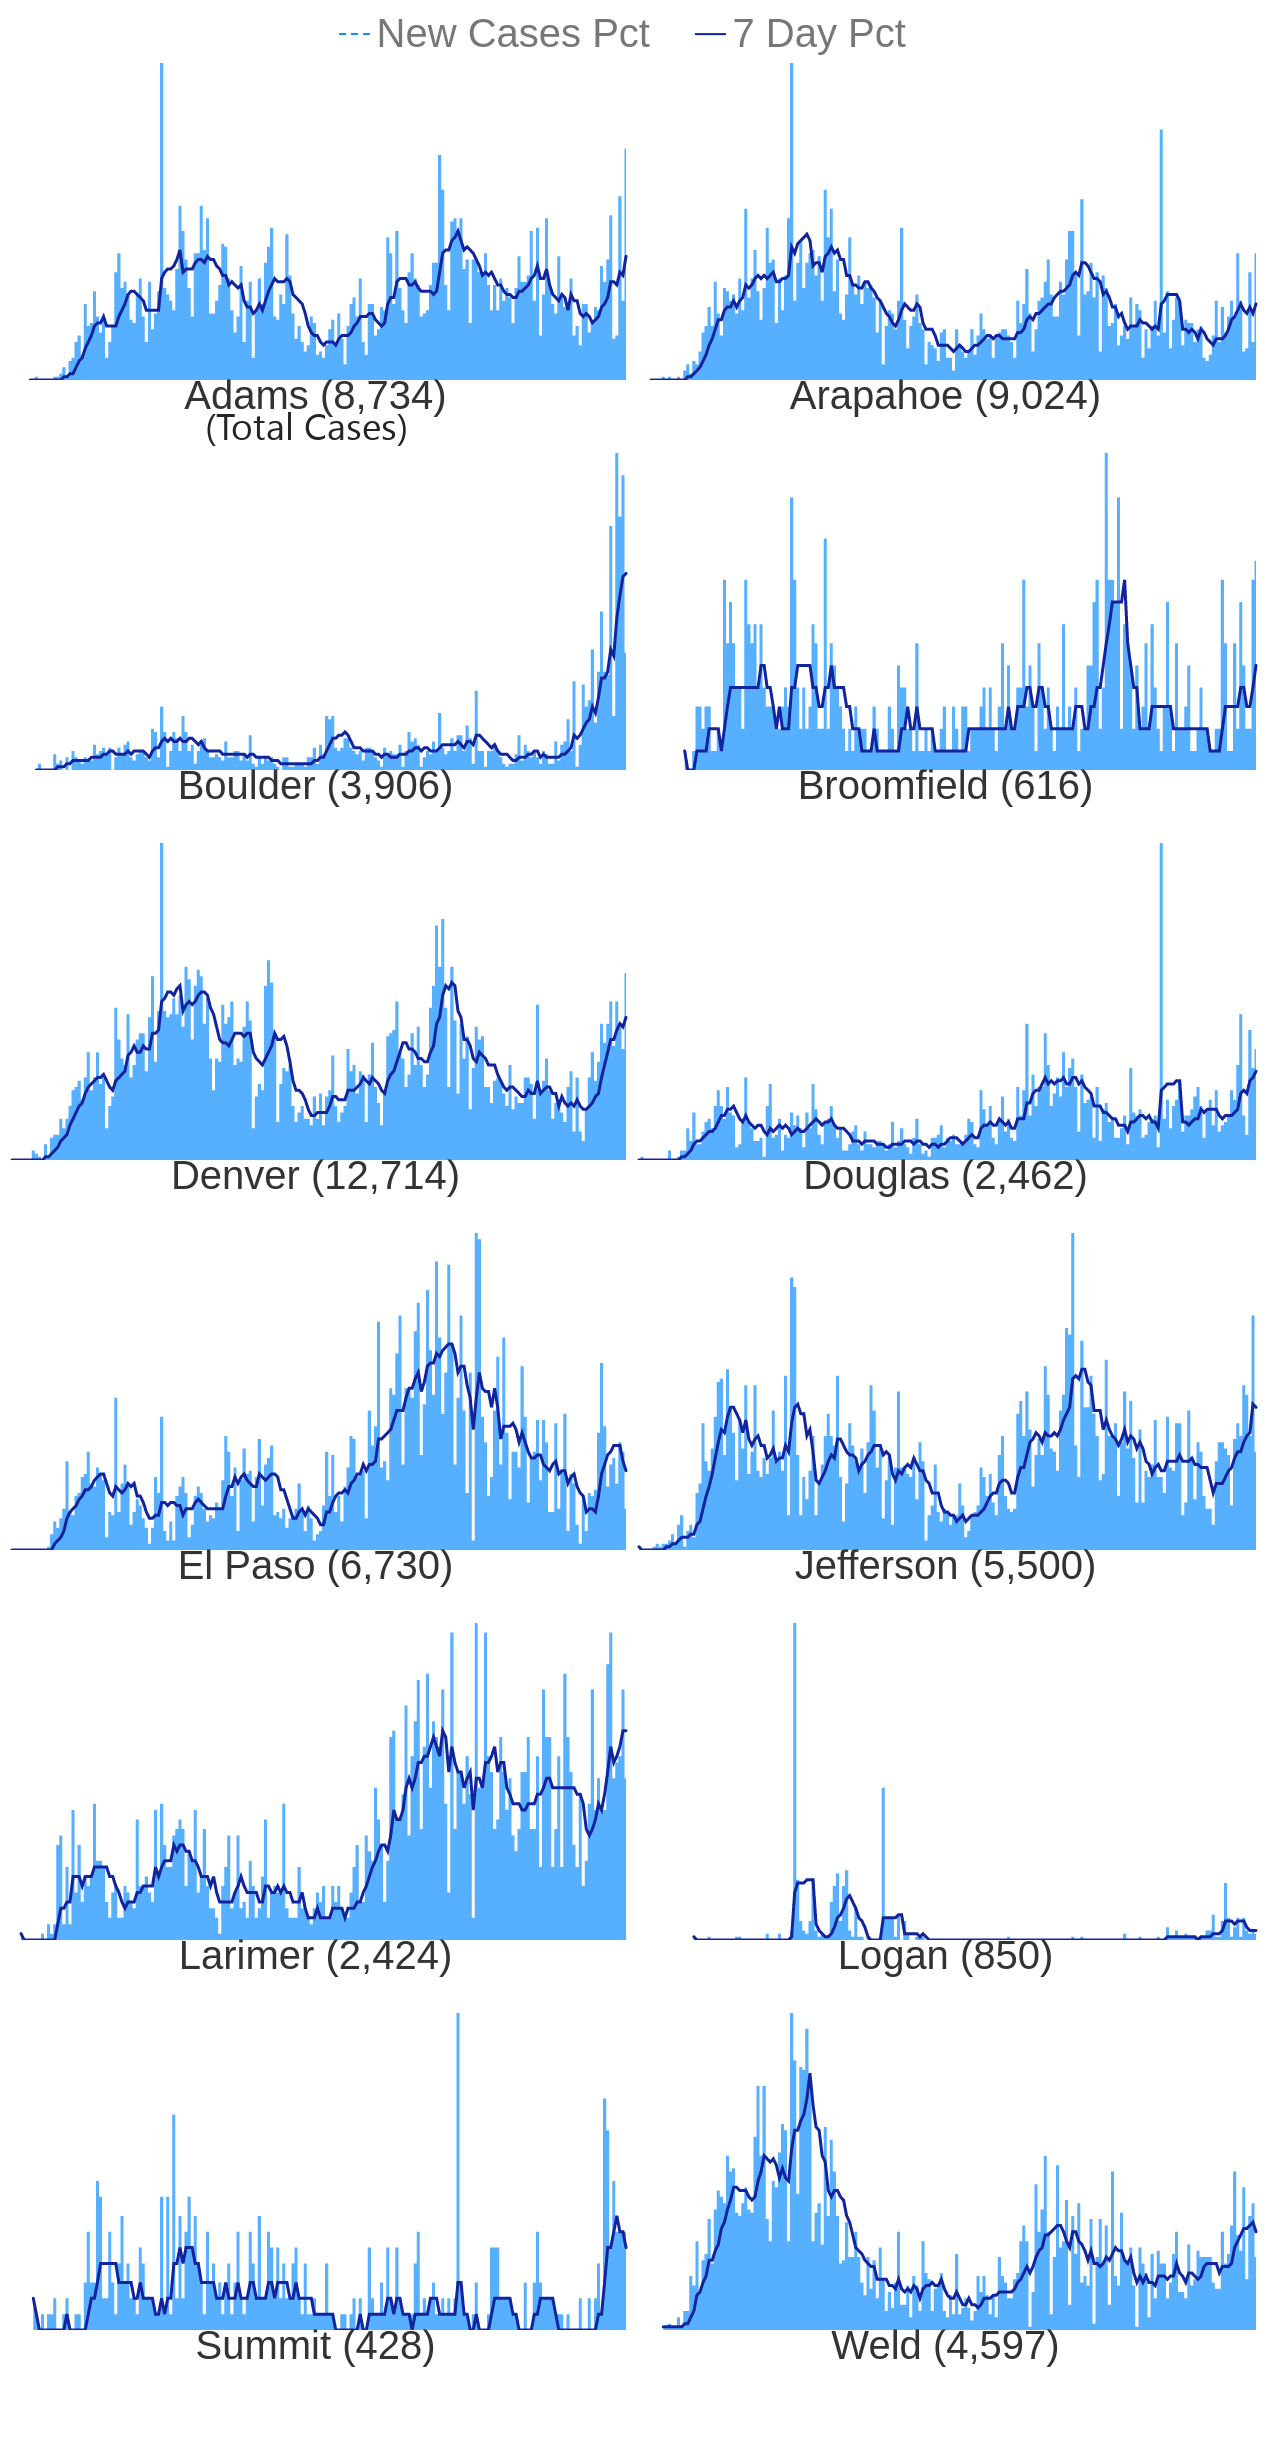 New Cases Pct 7 Day Pct
Adams (8,734) Arapahoe (9,024)
(Total Cases)
Boulder (3,906) Broomfield (616)
Denver (12,714) Douglas (2,462)
El Paso (6,730) Jefferson (5,500)
Larimer (2,424) Logan (850)
Summit (428) Weld (4,597)